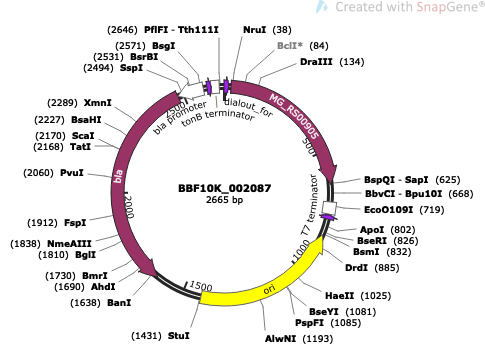 Created with SnapGene®
(2646) PflFI - Tth111I
(2571) BsgI
(2531) BsrBI
(2494) SspI
NruI (38)
BclI* (84)
DraIII (134)
(2289) XmnI
(2227) BsaHI
(2170) ScaI
(2168) TatI
(2060) PvuI
(1912) FspI
(1838) NmeAIII
(1810) BglI
(1730) BmrI
(1690) AhdI
(1638) BanI
(1431) StuI
BspQI - SapI (625)
BbvCI - Bpu10I (668)
EcoO109I (719)
ApoI (802)
BseRI (826)
BsmI (832)
DrdI (885)
HaeII (1025)
BseYI (1081)
PspFI (1085)
AlwNI (1193)
bla promoter
tonB terminator
dialout_for
MG_RS00905
T7 terminator
bla
ori
500
1000
1500
2000
2500
BBF10K_002087
2665 bp